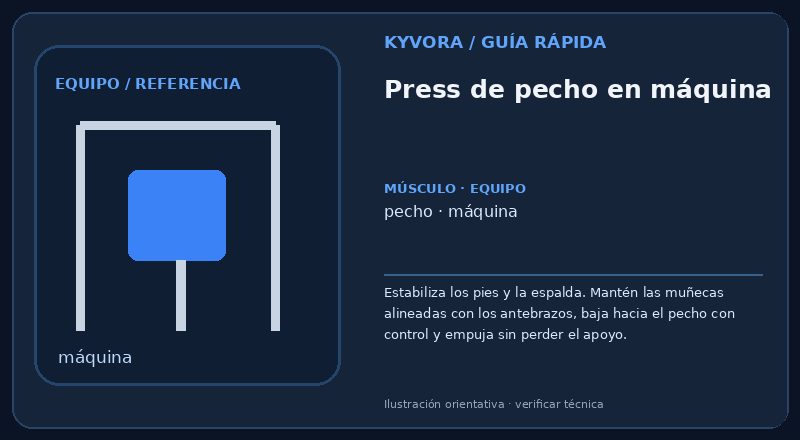 EQUIPO / REFERENCIA
máquina
KYVORA / GUÍA RÁPIDA
Press de pecho en máquina
MÚSCULO · EQUIPO
pecho · máquina
Estabiliza los pies y la espalda. Mantén las muñecas
alineadas con los antebrazos, baja hacia el pecho con
control y empuja sin perder el apoyo.
Ilustración orientativa · verificar técnica